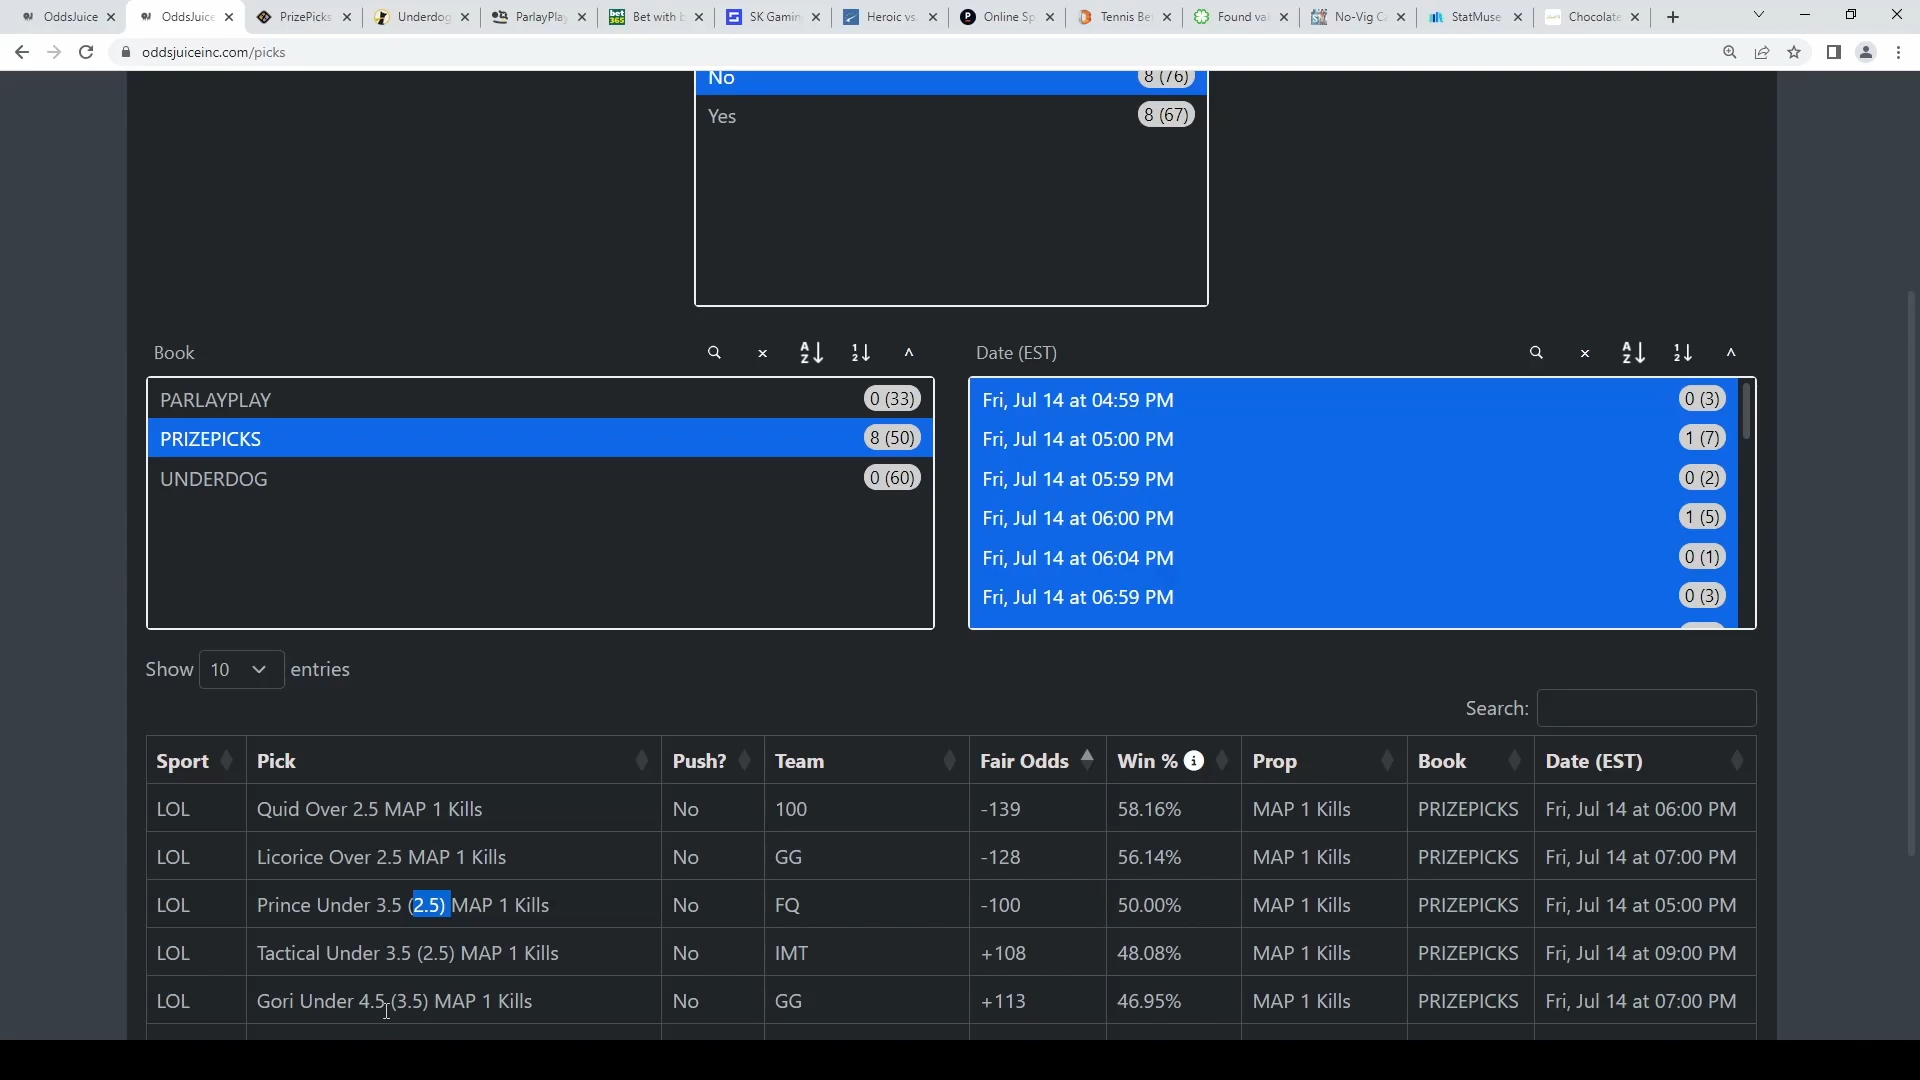 OddsJuice
OddsJuice
PrizePicks
Underdog
ParlayPla
Bet with b
SK Gamin
Heroic vs.
Online Sp
Tennis Be
Found val
No-Vig C
StatMuse
Chocolate
oddsjuiceinc.com/picks
No 8 (76)
Yes 8 (67)
Book
PARLAYPLAY 0 (33)
PRIZEPICKS 8 (50)
UNDERDOG 0 (60)
Date (EST)
Fri, Jul 14 at 04:59 PM 0 (3)
Fri, Jul 14 at 05:00 PM 1 (7)
Fri, Jul 14 at 05:59 PM 0 (2)
Fri, Jul 14 at 06:00 PM 1 (5)
Fri, Jul 14 at 06:04 PM 0 (1)
Fri, Jul 14 at 06:59 PM 0 (3)
Show 10 entries
Search:
Sport Pick Push? Team Fair Odds Win % Prop Book Date (EST)
LOL Quid Over 2.5 MAP 1 Kills No 100 -139 58.16% MAP 1 Kills PRIZEPICKS Fri, Jul 14 at 06:00 PM
LOL Licorice Over 2.5 MAP 1 Kills No GG -128 56.14% MAP 1 Kills PRIZEPICKS Fri, Jul 14 at 07:00 PM
LOL Prince Under 3.5 (2.5) MAP 1 Kills No FQ -100 50.00% MAP 1 Kills PRIZEPICKS Fri, Jul 14 at 05:00 PM
LOL Tactical Under 3.5 (2.5) MAP 1 Kills No IMT +108 48.08% MAP 1 Kills PRIZEPICKS Fri, Jul 14 at 09:00 PM
LOL Gori Under 4.5 (3.5) MAP 1 Kills No GG +113 46.95% MAP 1 Kills PRIZEPICKS Fri, Jul 14 at 07:00 PM